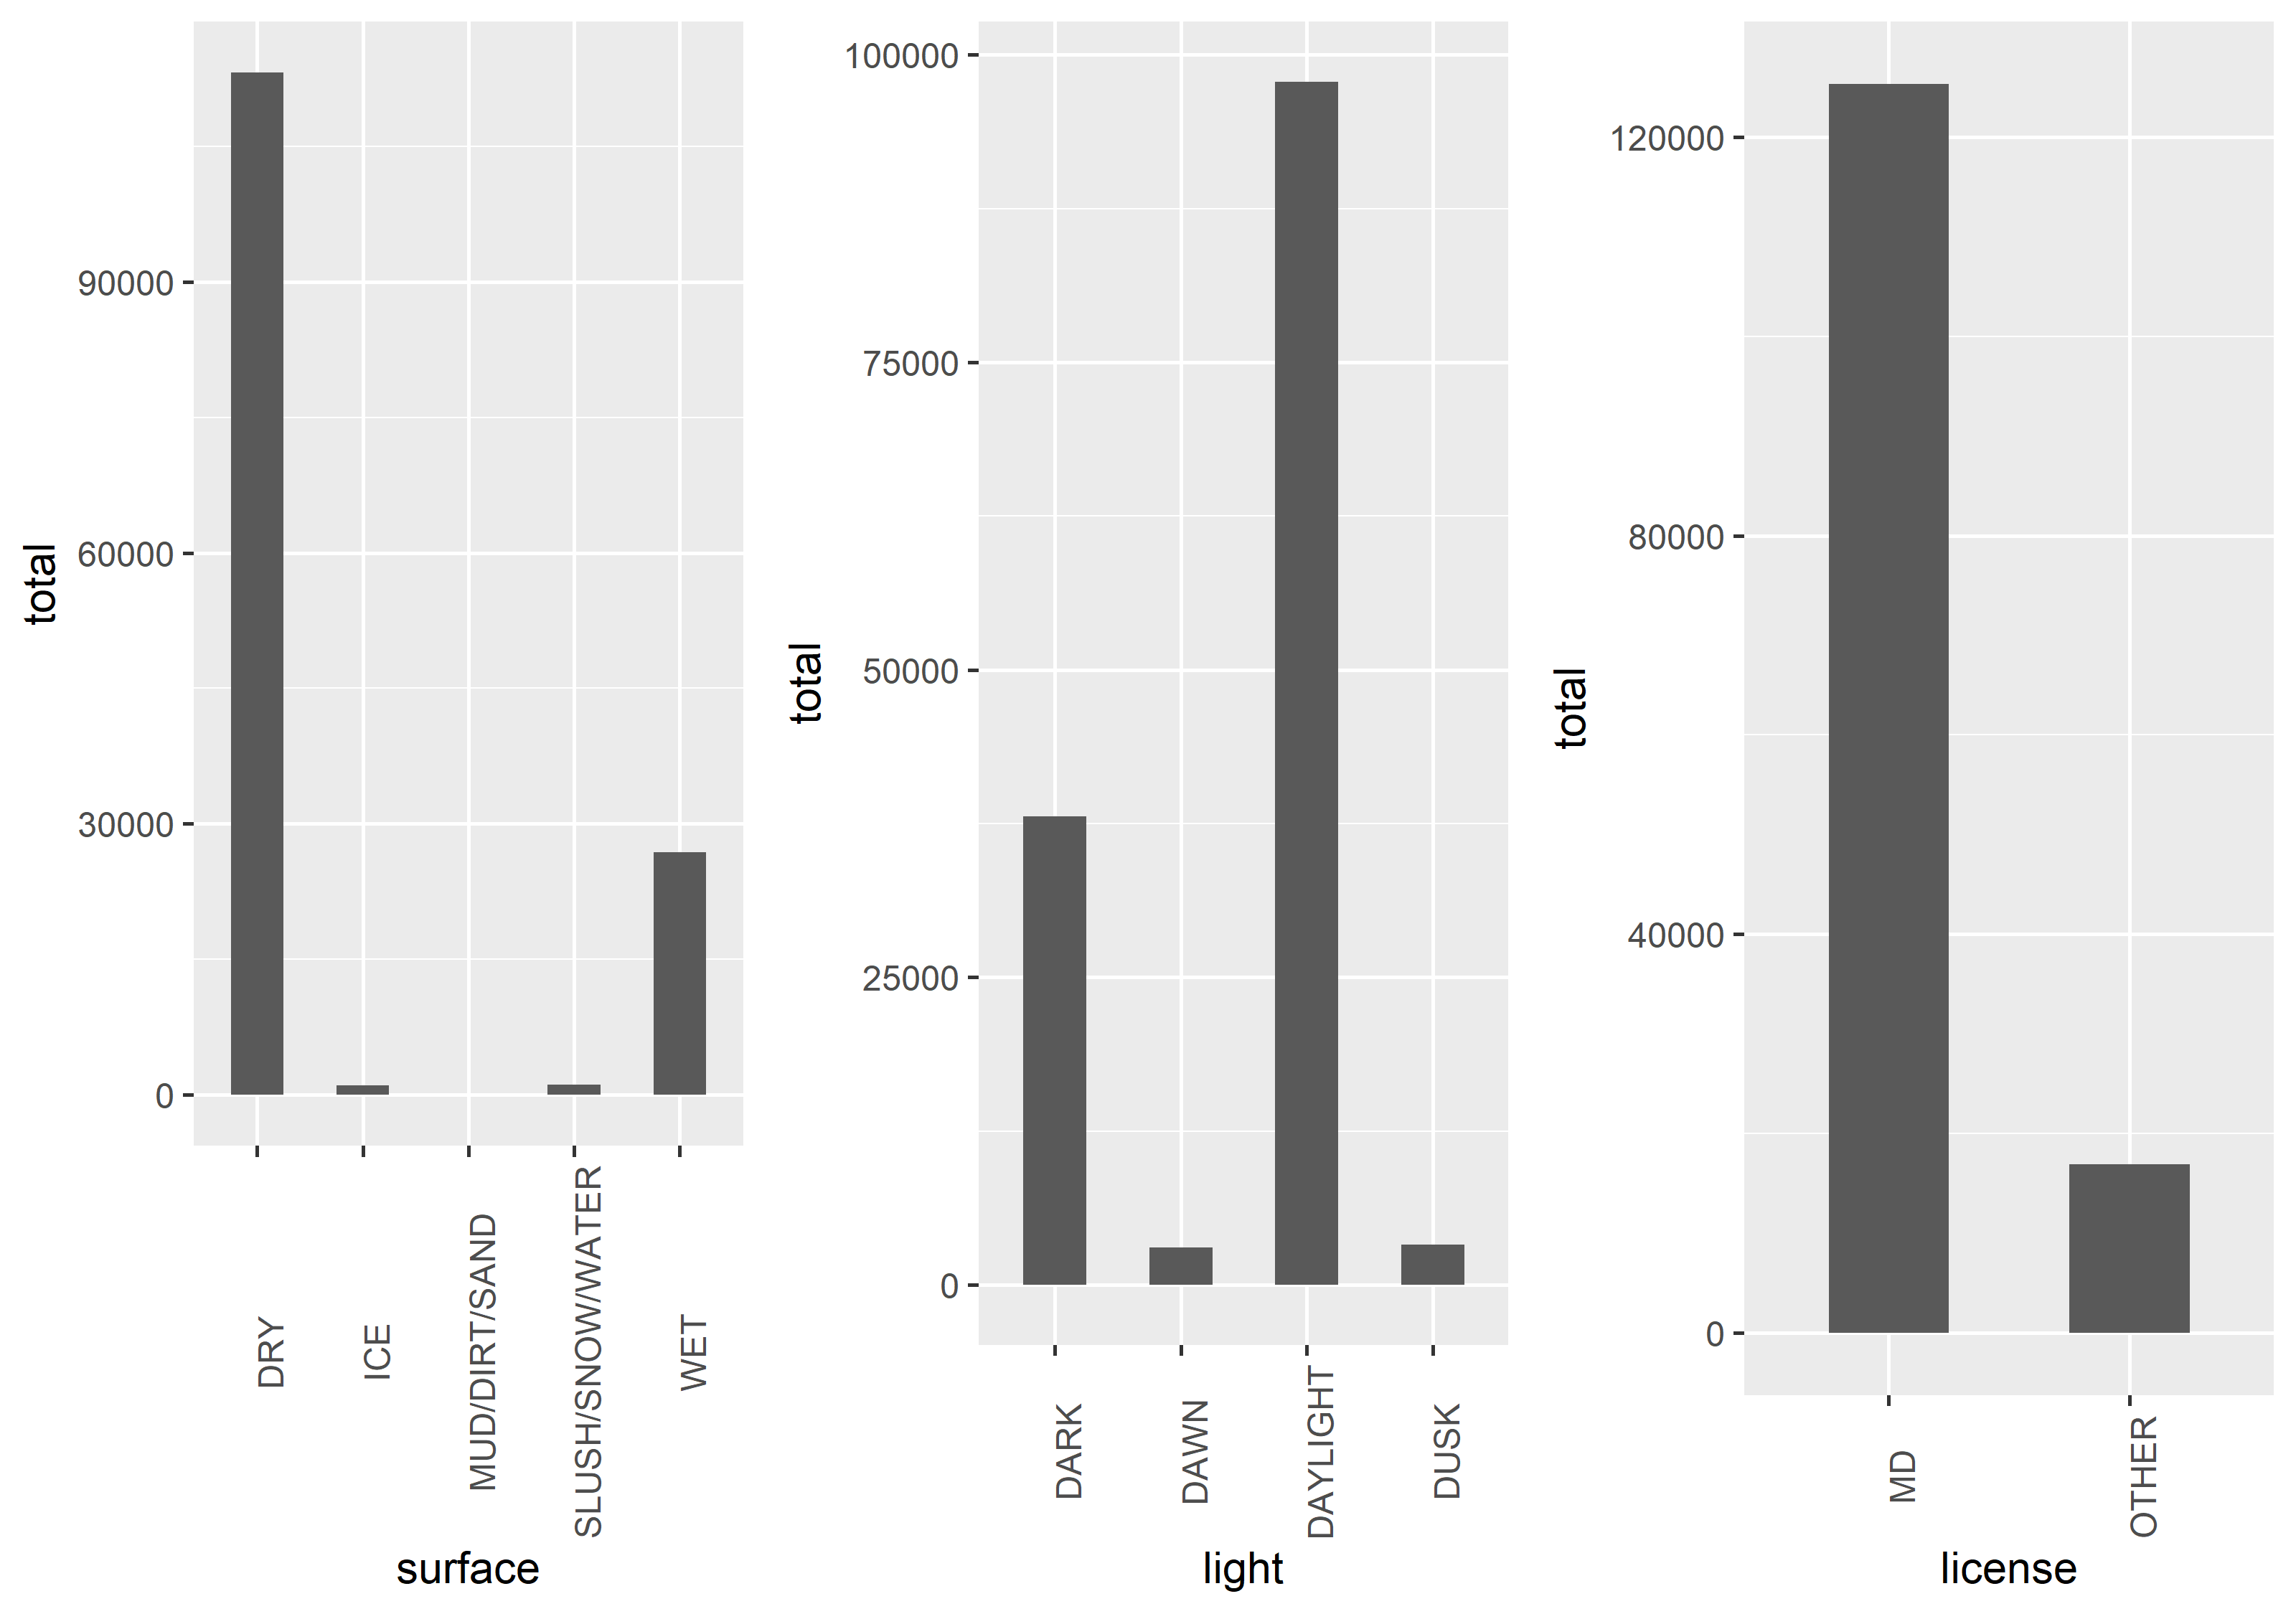 total
90000
60000
30000
0
DRY
ICE
MUD/DIRT/SAND
SLUSH/SNOW/WATER
WET
surface
total
100000
75000
50000
25000
0
DARK
DAWN
DAYLIGHT
DUSK
light
total
120000
80000
40000
0
MD
OTHER
license